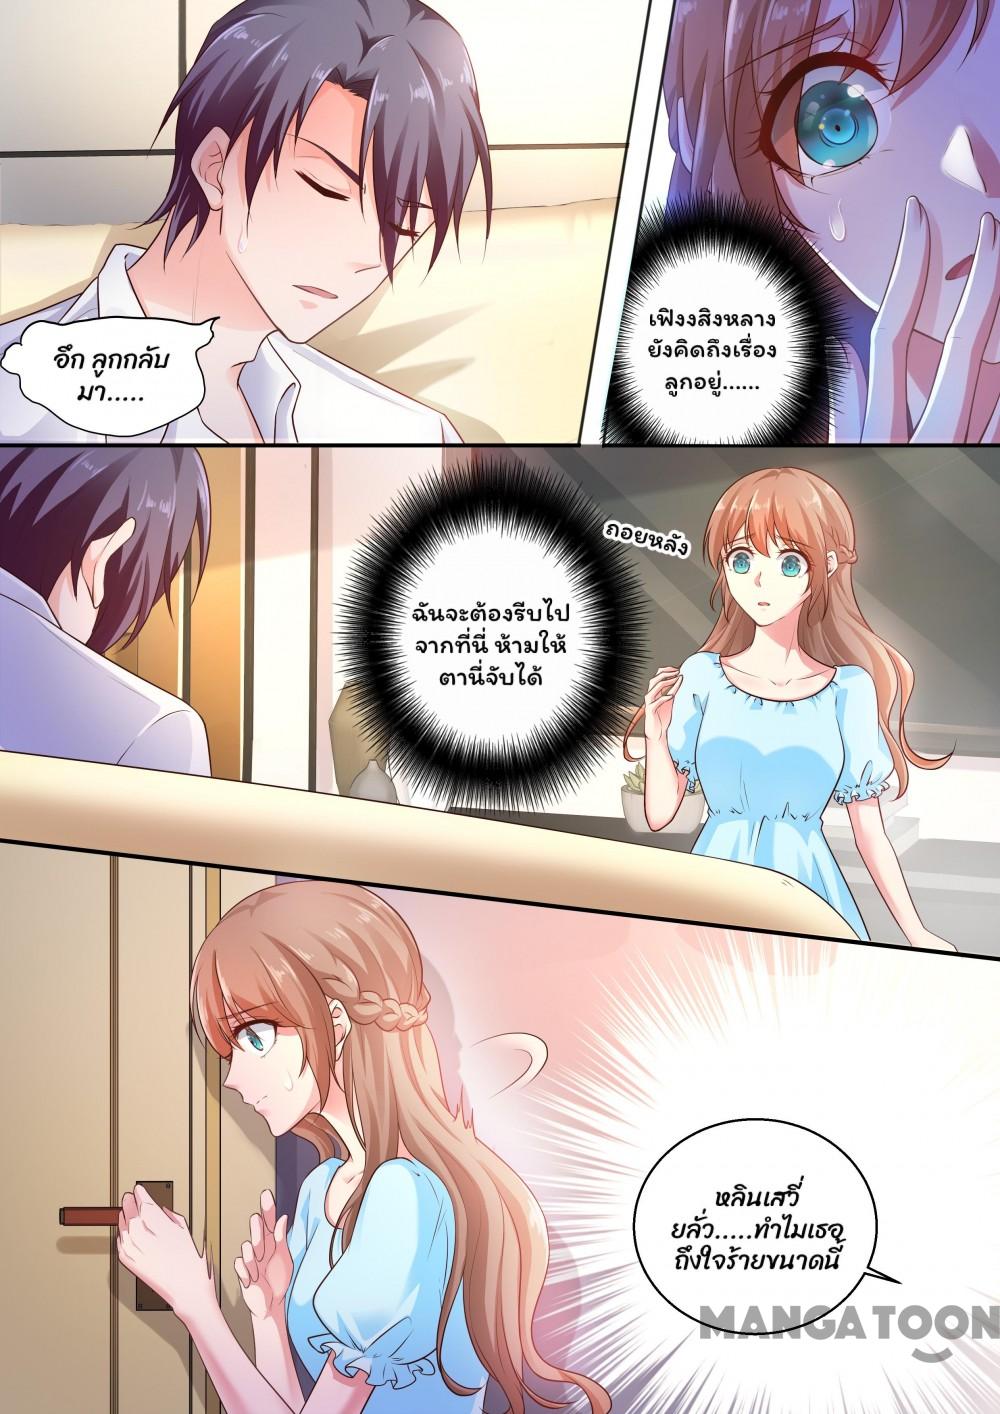 อึก ลูกกลับ
มา.....
เฟิงงสิงหลาง
ยังคิดถึงเรื่อง
ลูกอยู่......
ถอยหลัง
ฉันจะต้องรีบไป
จากที่นี่ ห้ามให้
ตานี่จับได้
หลินเสวี่
ยลั่ว.....ทำไมเธอ
ถึงใจร้ายขนาดนี้
MANGATOON